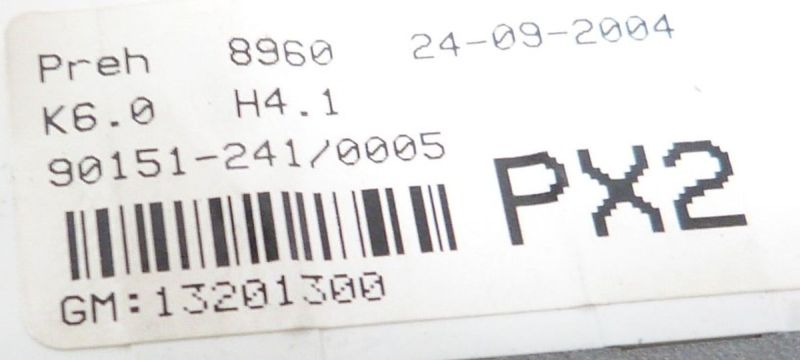 Preh 8960 24-09-2004
K6.0 H4.1
90151-241/0005
PX2
GM:13201300